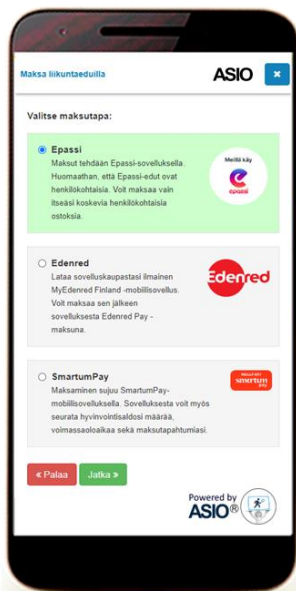 Maksa liikuntaeduilla
ASIO
×
Valitse maksutapa:
Epassi
Maksut tehdään Epassi-sovelluksella.
Huomaathan, että Epassi-edut ovat
henkilökohtaisia. Voit maksaa vain
itseäsi koskevia henkilökohtaisia
ostoksia.
Meillä käy
epassi
Edenred
Lataa sovelluskaupastasi ilmainen
MyEdenred Finland -mobiilisovellus.
Voit maksaa sen jälkeen
sovelluksesta Edenred Pay -
maksuna.
Edenred
SmartumPay
Maksaminen sujuu SmartumPay-
mobiilisovelluksella. Sovelluksesta voit myös
seurata hyvinvointisaldosi määrää,
voimassaoloaikaa sekä maksutapahtumiasi.
smartum
pay
« Palaa
Jatka »
Powered by
ASIO®